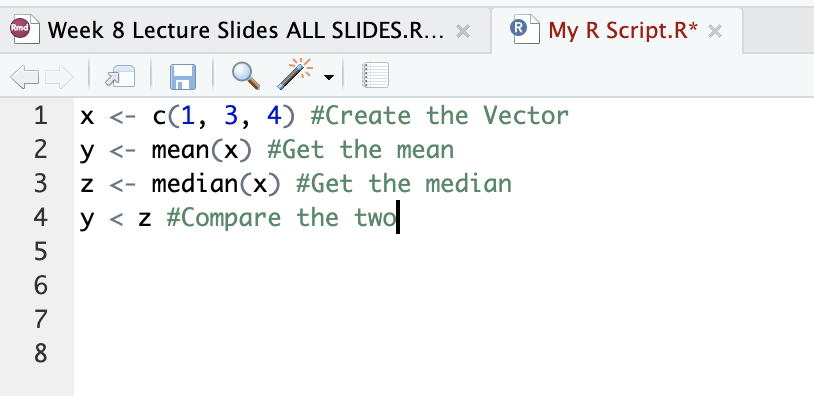 Rmd Week 8 Lecture Slides ALL SLIDES.R... × R My R Script.R* ×
1 x <- c(1, 3, 4) #Create the Vector
2 y <- mean(x) #Get the mean
3 z <- median(x) #Get the median
4 y < z #Compare the two
5
6
7
8